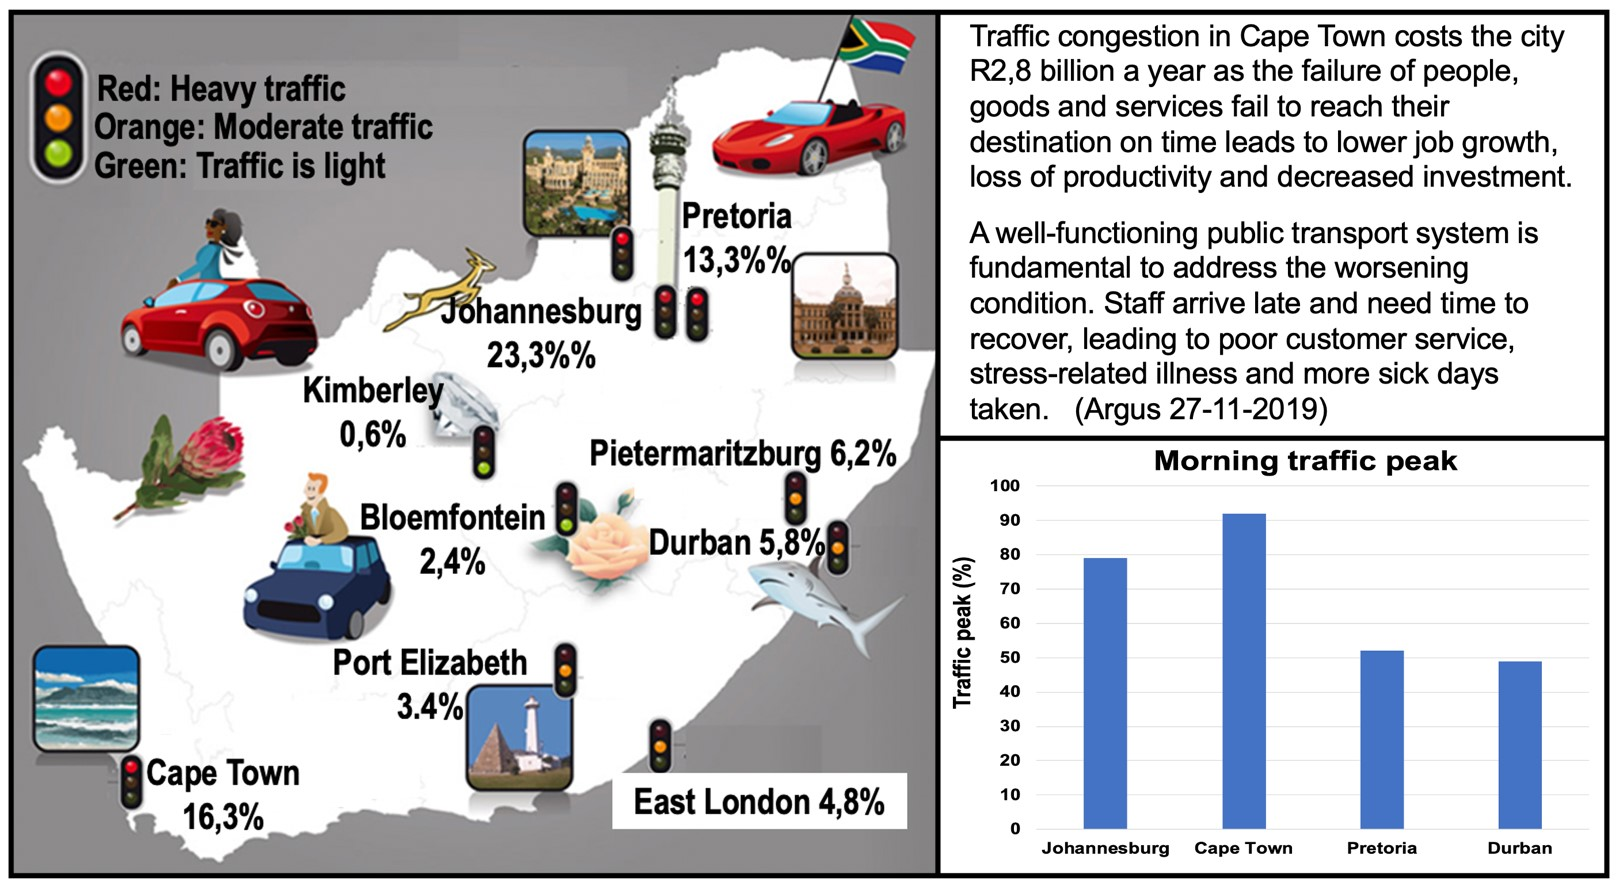 Red: Heavy traffic
Orange: Moderate traffic
Green: Traffic is light
Pretoria
13,3%%
Johannesburg
23,3%%
Kimberley
0,6%
Pietermaritzburg 6,2%
Bloemfontein
2,4%
Durban 5,8%
Port Elizabeth
3.4%
Cape Town
16,3%
East London 4,8%
Traffic congestion in Cape Town costs the city
R2,8 billion a year as the failure of people,
goods and services fail to reach their
destination on time leads to lower job growth,
loss of productivity and decreased investment.
A well-functioning public transport system is
fundamental to address the worsening
condition. Staff arrive late and need time to
recover, leading to poor customer service,
stress-related illness and more sick days
taken. (Argus 27-11-2019)
Morning traffic peak
Traffic peak (%)
100
90
80
70
60
50
40
30
20
10
0
Johannesburg Cape Town Pretoria Durban